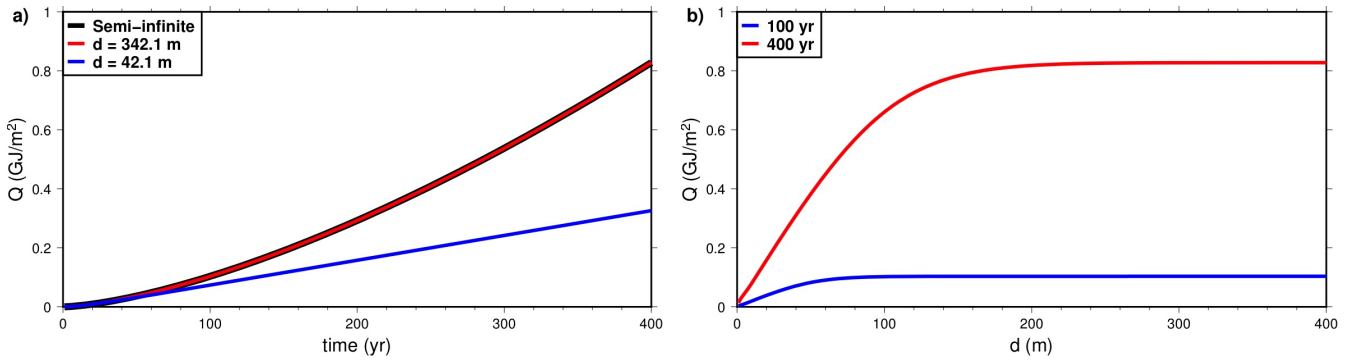 a)
Semi−infinite
d = 342.1 m
d = 42.1 m
Q (GJ/m²)
1
0.8
0.6
0.4
0.2
0
0 100 200 300 400
time (yr)
b)
100 yr
400 yr
Q (GJ/m²)
1
0.8
0.6
0.4
0.2
0
0 100 200 300 400
d (m)